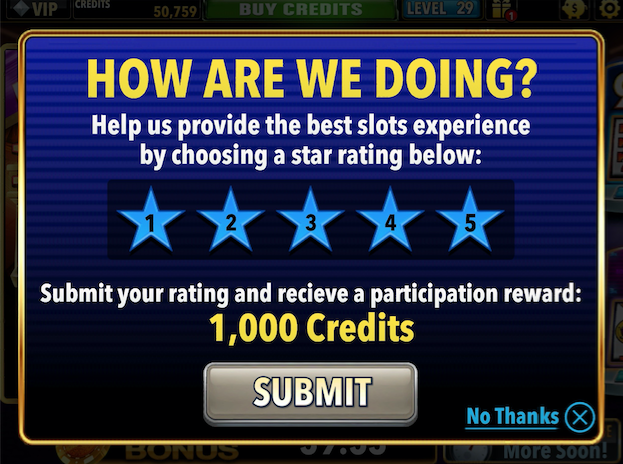 VIP
CREDITS
50,759
BUY CREDITS
LEVEL 29
1
HOW ARE WE DOING?
Help us provide the best slots experience
by choosing a star rating below:
1 2 3 4 5
Submit your rating and recieve a participation reward:
1,000 Credits
SUBMIT
No Thanks
BONUS
More Soon!